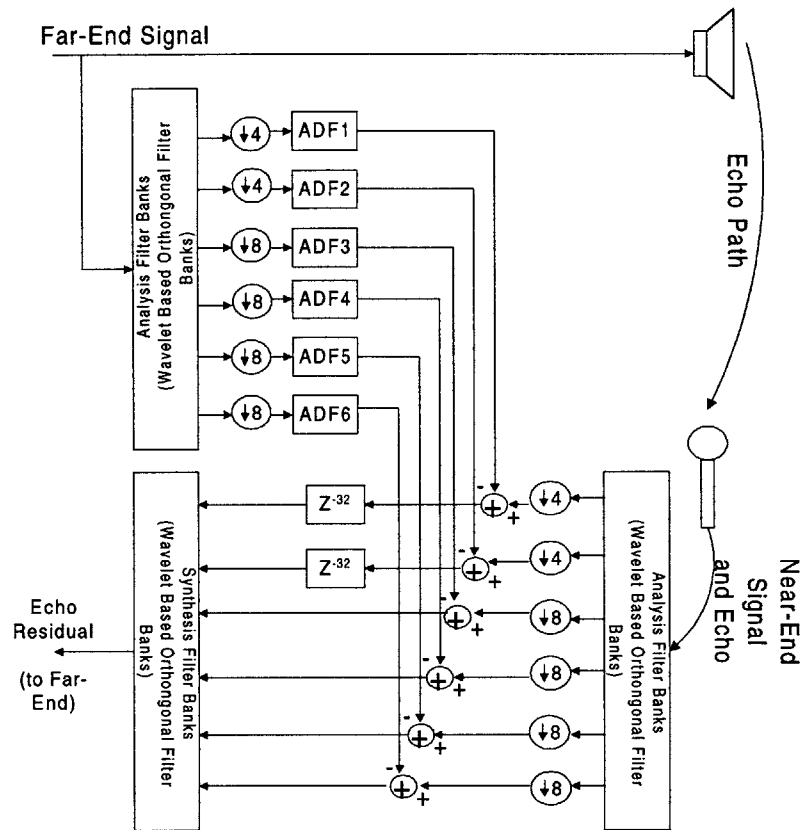 Far-End Signal
Analysis Filter Banks
(Wavelet Based Orthongonal Filter
Banks)
↓4
ADF1
↓4
ADF2
↓8
ADF3
↓8
ADF4
↓8
ADF5
↓8
ADF6
Echo Path
Near-End
Signal
and Echo
Synthesis Filter Banks
(Wavelet Based Orthongonal Filter
Banks)
Z-32
- + +
↓4
Z-32
- + +
↓4
- + +
↓8
- + +
↓8
- + +
↓8
- + +
↓8
Analysis Filter Banks
(Wavelet Based Orthongonal Filter
Banks)
Echo
Residual
(to Far-
End)